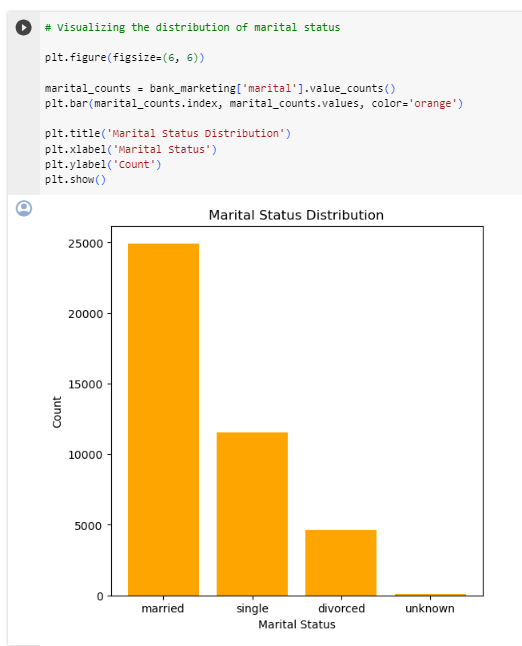 # Visualizing the distribution of marital status
plt.figure(figsize=(6, 6))
marital_counts = bank_marketing['marital'].value_counts()
plt.bar(marital_counts.index, marital_counts.values, color='orange')
plt.title('Marital Status Distribution')
plt.xlabel('Marital Status')
plt.ylabel('Count')
plt.show()
Marital Status Distribution
25000
20000
15000
10000
5000
0
Count
married single divorced unknown
Marital Status